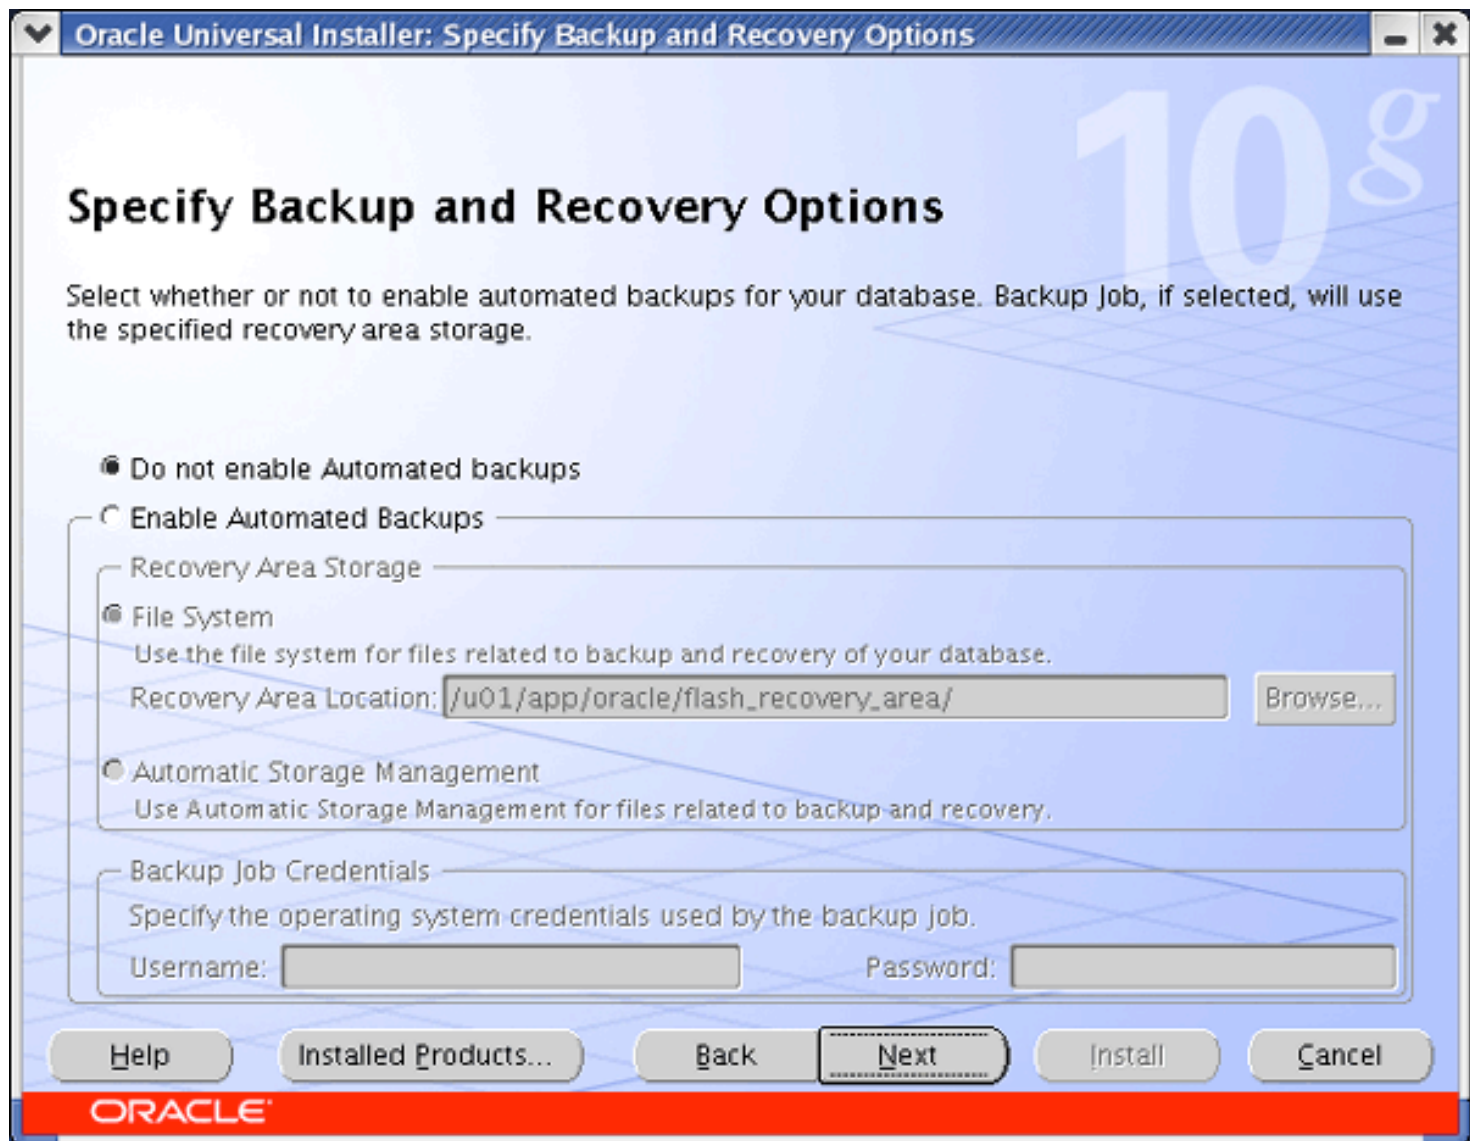 Oracle Universal Installer: Specify Backup and Recovery Options
10g
Specify Backup and Recovery Options
Select whether or not to enable automated backups for your database. Backup Job, if selected, will use
the specified recovery area storage.
Do not enable Automated backups
Enable Automated Backups
Recovery Area Storage
File System
Use the file system for files related to backup and recovery of your database.
Recovery Area Location: /u01/app/oracle/flash_recovery_area/ Browse...
Automatic Storage Management
Use Automatic Storage Management for files related to backup and recovery.
Backup Job Credentials
Specify the operating system credentials used by the backup job.
Username: Password:
Help Installed Products... Back Next Install Cancel
ORACLE